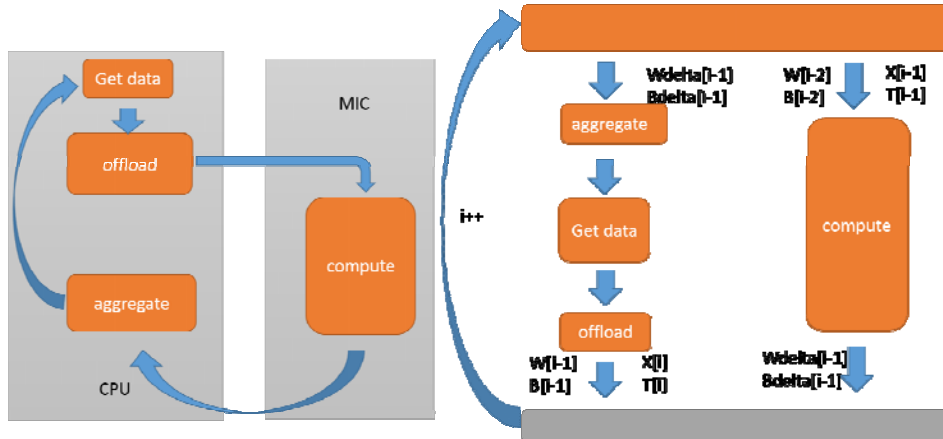 Get data
offload
aggregate
CPU
MIC
compute
i++
Wdelta[i-1]
Bdelta[i-1]
W[i-2]
B[i-2]
X[i-1]
T[i-1]
aggregate
Get data
offload
compute
W[i-1]
B[i-1]
X[i]
T[i]
Wdelta[i-1]
Bdelta[i-1]